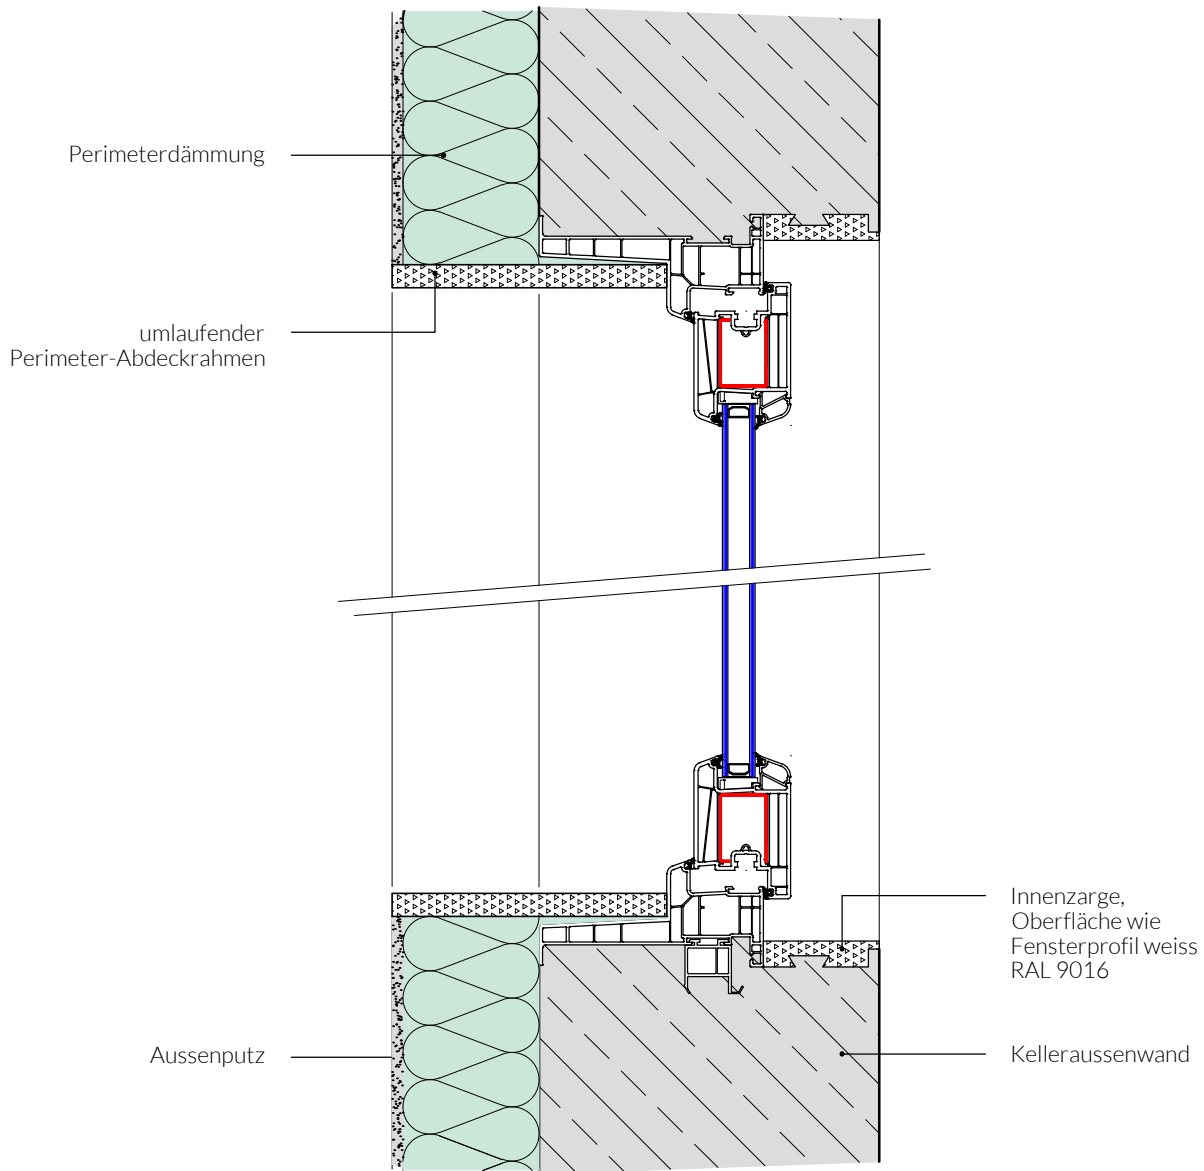 Perimeterdämmung
umlaufender
Perimeter-Abdeckrahmen
Innenzarge,
Oberfläche wie
Fensterprofil weiss
RAL 9016
Aussenputz
Kelleraussenwand